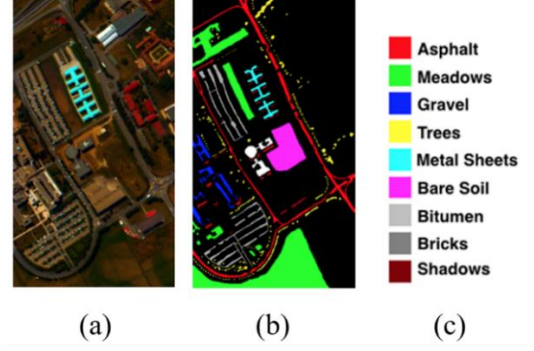 Asphalt
Meadows
Gravel
Trees
Metal Sheets
Bare Soil
Bitumen
Bricks
Shadows
(a)
(b)
(c)